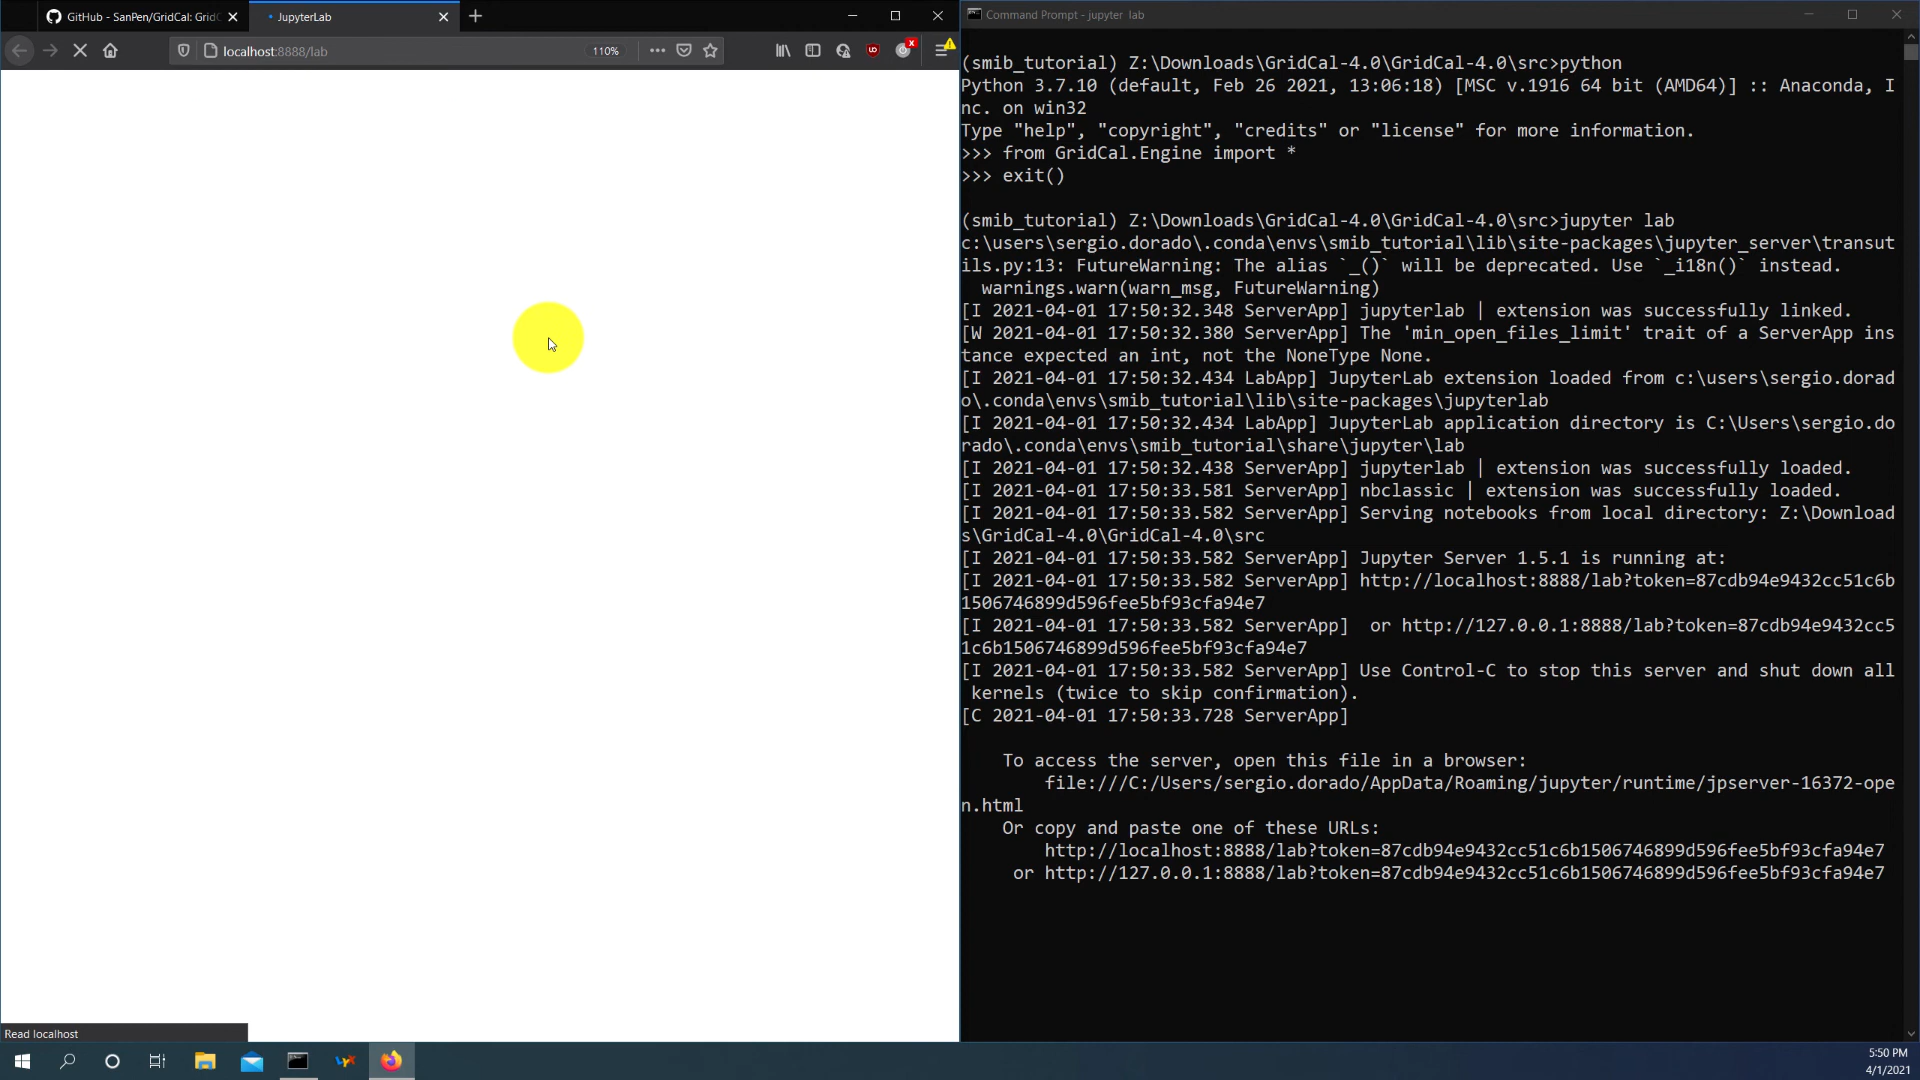 GitHub - SanPen/GridCal: GridC
JupyterLab
localhost:8888/lab
110%
Read localhost
Command Prompt - jupyter lab
(smib_tutorial) Z:\Downloads\GridCal-4.0\GridCal-4.0\src>python
Python 3.7.10 (default, Feb 26 2021, 13:06:18) [MSC v.1916 64 bit (AMD64)] :: Anaconda, I
nc. on win32
Type "help", "copyright", "credits" or "license" for more information.
>>> from GridCal.Engine import *
>>> exit()
(smib_tutorial) Z:\Downloads\GridCal-4.0\GridCal-4.0\src>jupyter lab
c:\users\sergio.dorado\.conda\envs\smib_tutorial\lib\site-packages\jupyter_server\transut
ils.py:13: FutureWarning: The alias `_()` will be deprecated. Use `_i18n()` instead.
warnings.warn(warn_msg, FutureWarning)
[I 2021-04-01 17:50:32.348 ServerApp] jupyterlab | extension was successfully linked.
[W 2021-04-01 17:50:32.380 ServerApp] The 'min_open_files_limit' trait of a ServerApp ins
tance expected an int, not the NoneType None.
[I 2021-04-01 17:50:32.434 LabApp] JupyterLab extension loaded from c:\users\sergio.dorad
o\.conda\envs\smib_tutorial\lib\site-packages\jupyterlab
[I 2021-04-01 17:50:32.434 LabApp] JupyterLab application directory is C:\Users\sergio.do
rado\.conda\envs\smib_tutorial\share\jupyter\lab
[I 2021-04-01 17:50:32.438 ServerApp] jupyterlab | extension was successfully loaded.
[I 2021-04-01 17:50:33.581 ServerApp] nbclassic | extension was successfully loaded.
[I 2021-04-01 17:50:33.582 ServerApp] Serving notebooks from local directory: Z:\Download
s\GridCal-4.0\GridCal-4.0\src
[I 2021-04-01 17:50:33.582 ServerApp] Jupyter Server 1.5.1 is running at:
[I 2021-04-01 17:50:33.582 ServerApp] http://localhost:8888/lab?token=87cdb94e9432cc51c6b
1506746899d596fee5bf93cfa94e7
[I 2021-04-01 17:50:33.582 ServerApp]  or http://127.0.0.1:8888/lab?token=87cdb94e9432cc5
1c6b1506746899d596fee5bf93cfa94e7
[I 2021-04-01 17:50:33.582 ServerApp] Use Control-C to stop this server and shut down all
kernels (twice to skip confirmation).
[C 2021-04-01 17:50:33.728 ServerApp]
To access the server, open this file in a browser:
file:///C:/Users/sergio.dorado/AppData/Roaming/jupyter/runtime/jpserver-16372-ope
n.html
Or copy and paste one of these URLs:
http://localhost:8888/lab?token=87cdb94e9432cc51c6b1506746899d596fee5bf93cfa94e7
or http://127.0.0.1:8888/lab?token=87cdb94e9432cc51c6b1506746899d596fee5bf93cfa94e7
5:50 PM
4/1/2021